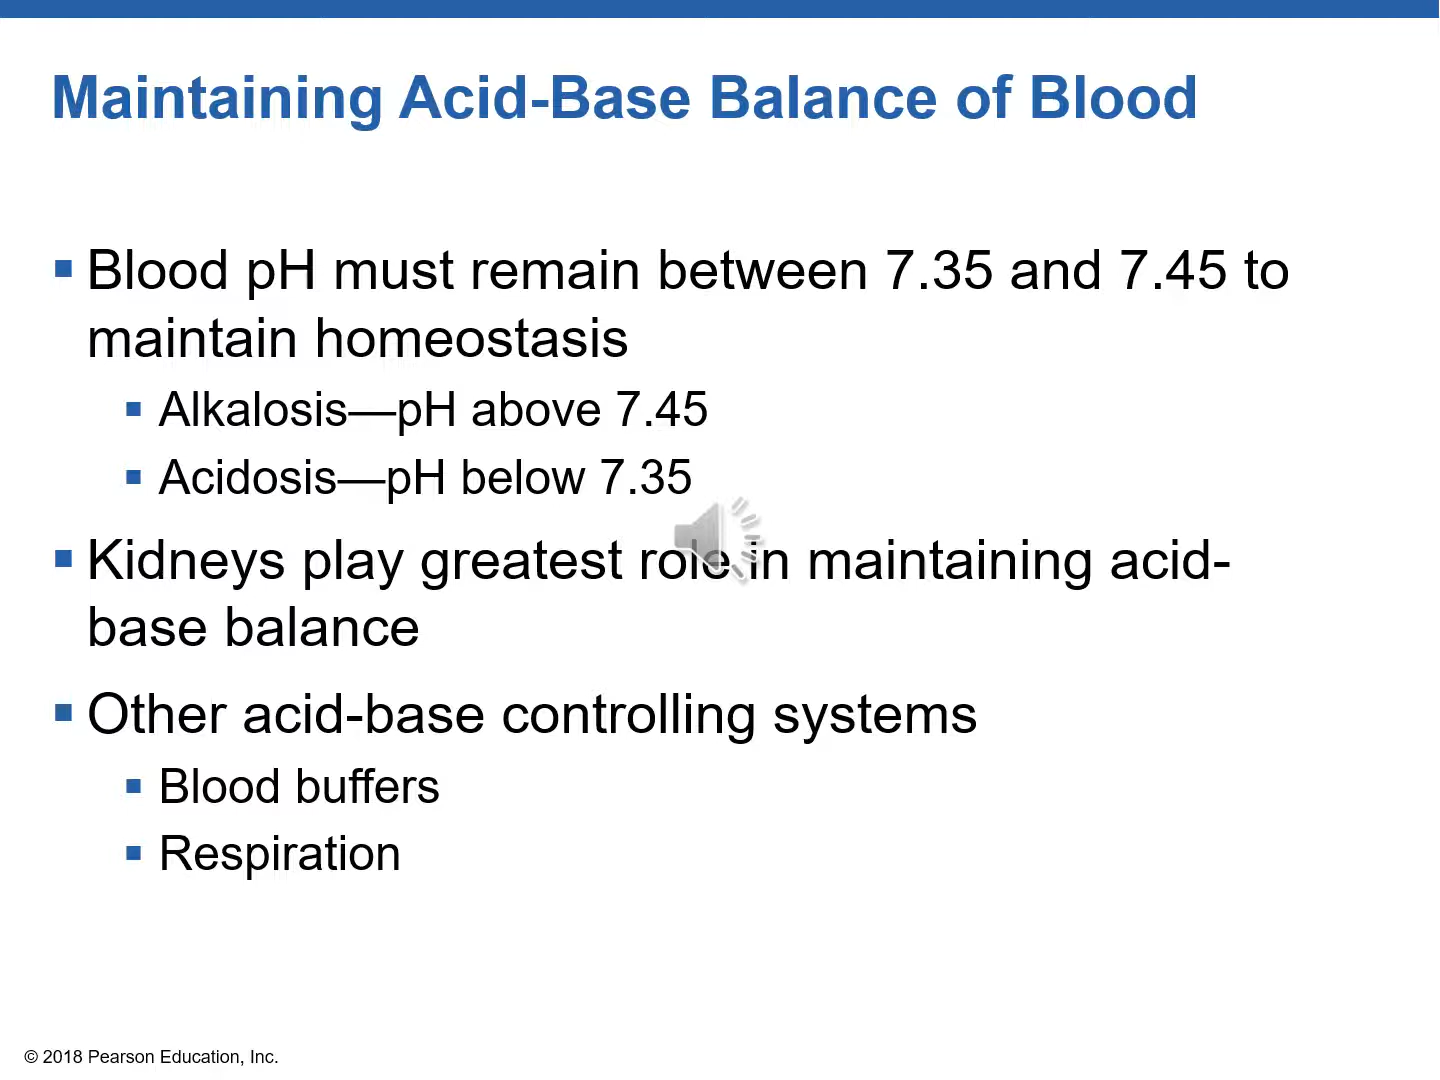 Maintaining Acid-Base Balance of Blood
Blood pH must remain between 7.35 and 7.45 to
maintain homeostasis
Alkalosis—pH above 7.45
Acidosis—pH below 7.35
Kidneys play greatest role in maintaining acid-
base balance
Other acid-base controlling systems
Blood buffers
Respiration
© 2018 Pearson Education, Inc.